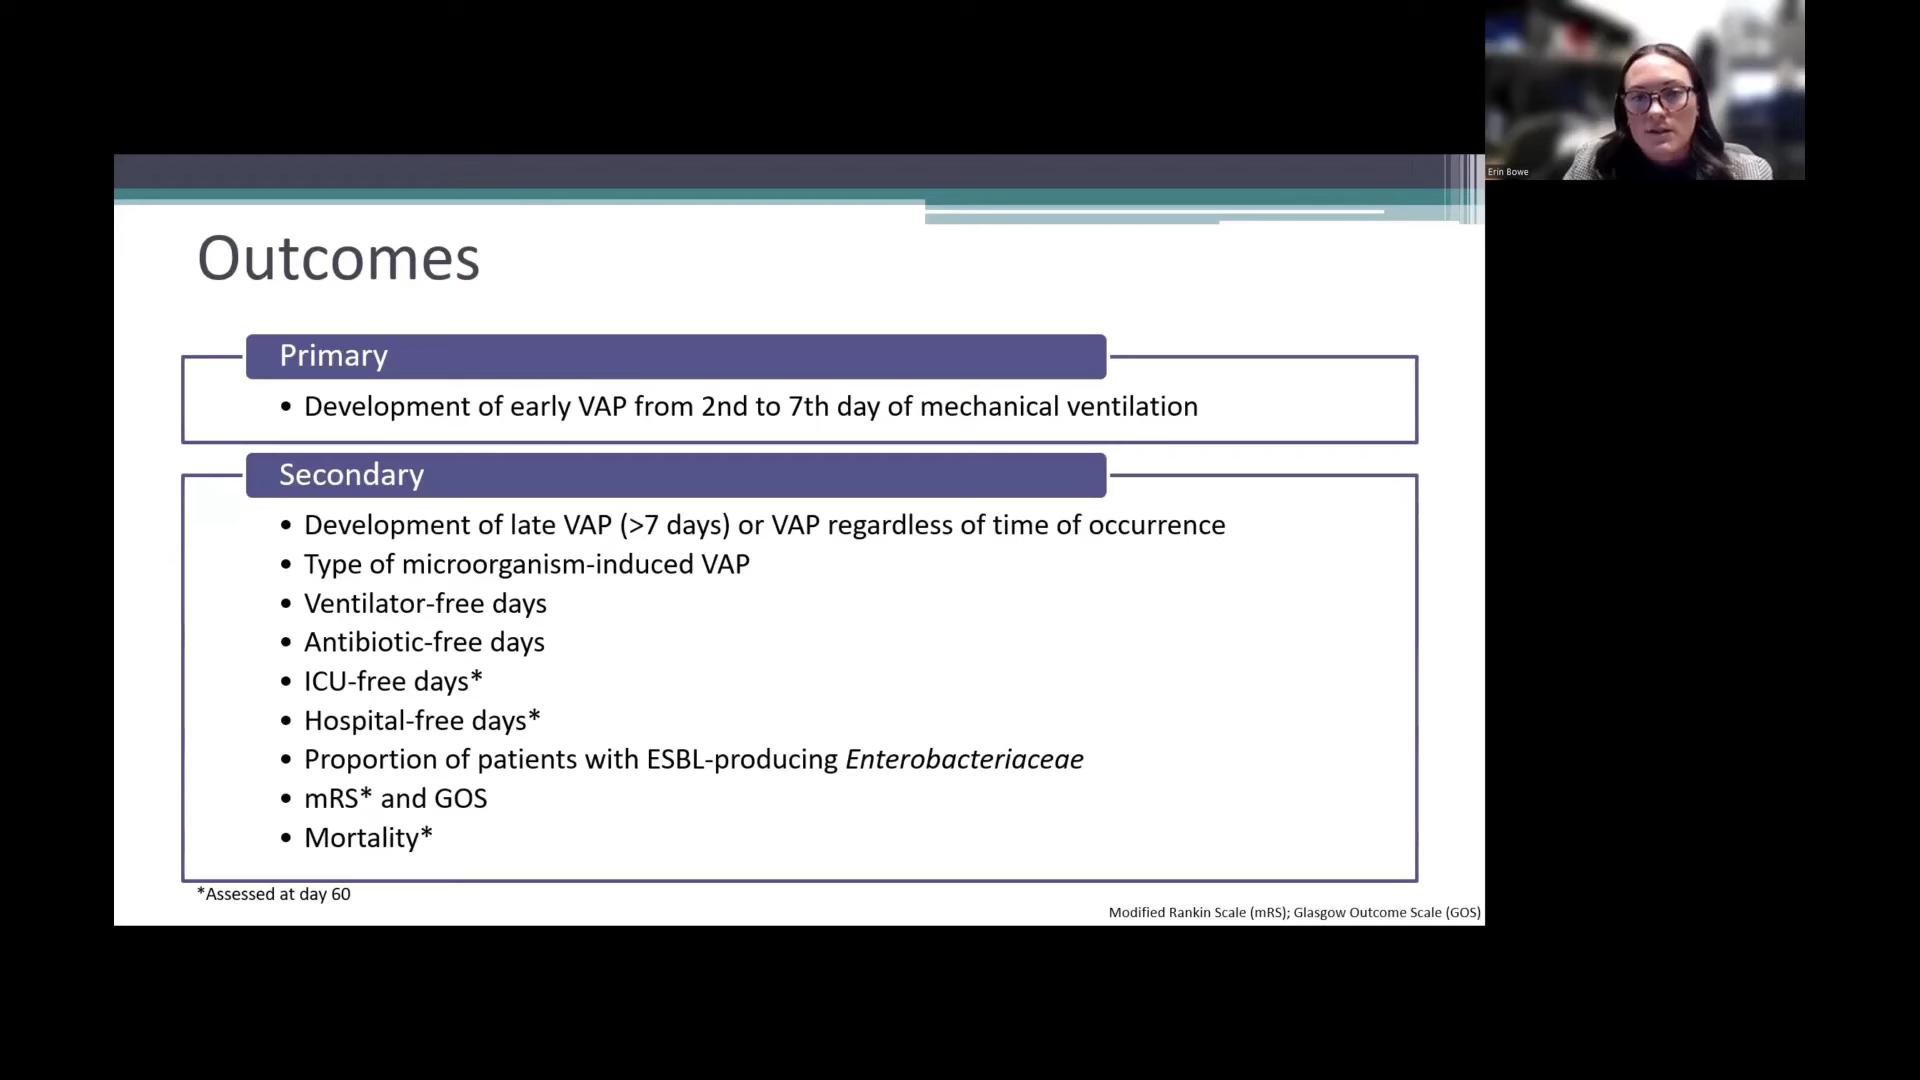 Erin Bowe
Outcomes
Primary
• Development of early VAP from 2nd to 7th day of mechanical ventilation
Secondary
• Development of late VAP (>7 days) or VAP regardless of time of occurrence
• Type of microorganism-induced VAP
• Ventilator-free days
• Antibiotic-free days
• ICU-free days*
• Hospital-free days*
• Proportion of patients with ESBL-producing Enterobacteriaceae
• mRS* and GOS
• Mortality*
*Assessed at day 60
Modified Rankin Scale (mRS); Glasgow Outcome Scale (GOS)